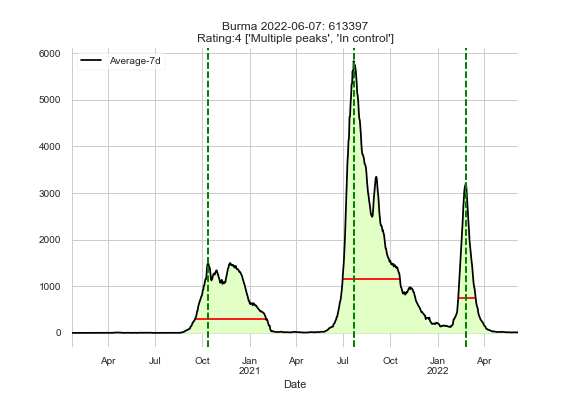 Burma 2022-06-07: 613397
Rating:4 ['Multiple peaks', 'In control']
Average-7d
6000
5000
4000
3000
2000
1000
0
Apr
Jul
Oct
Jan
2021
Apr
Jul
Oct
Jan
2022
Apr
Date